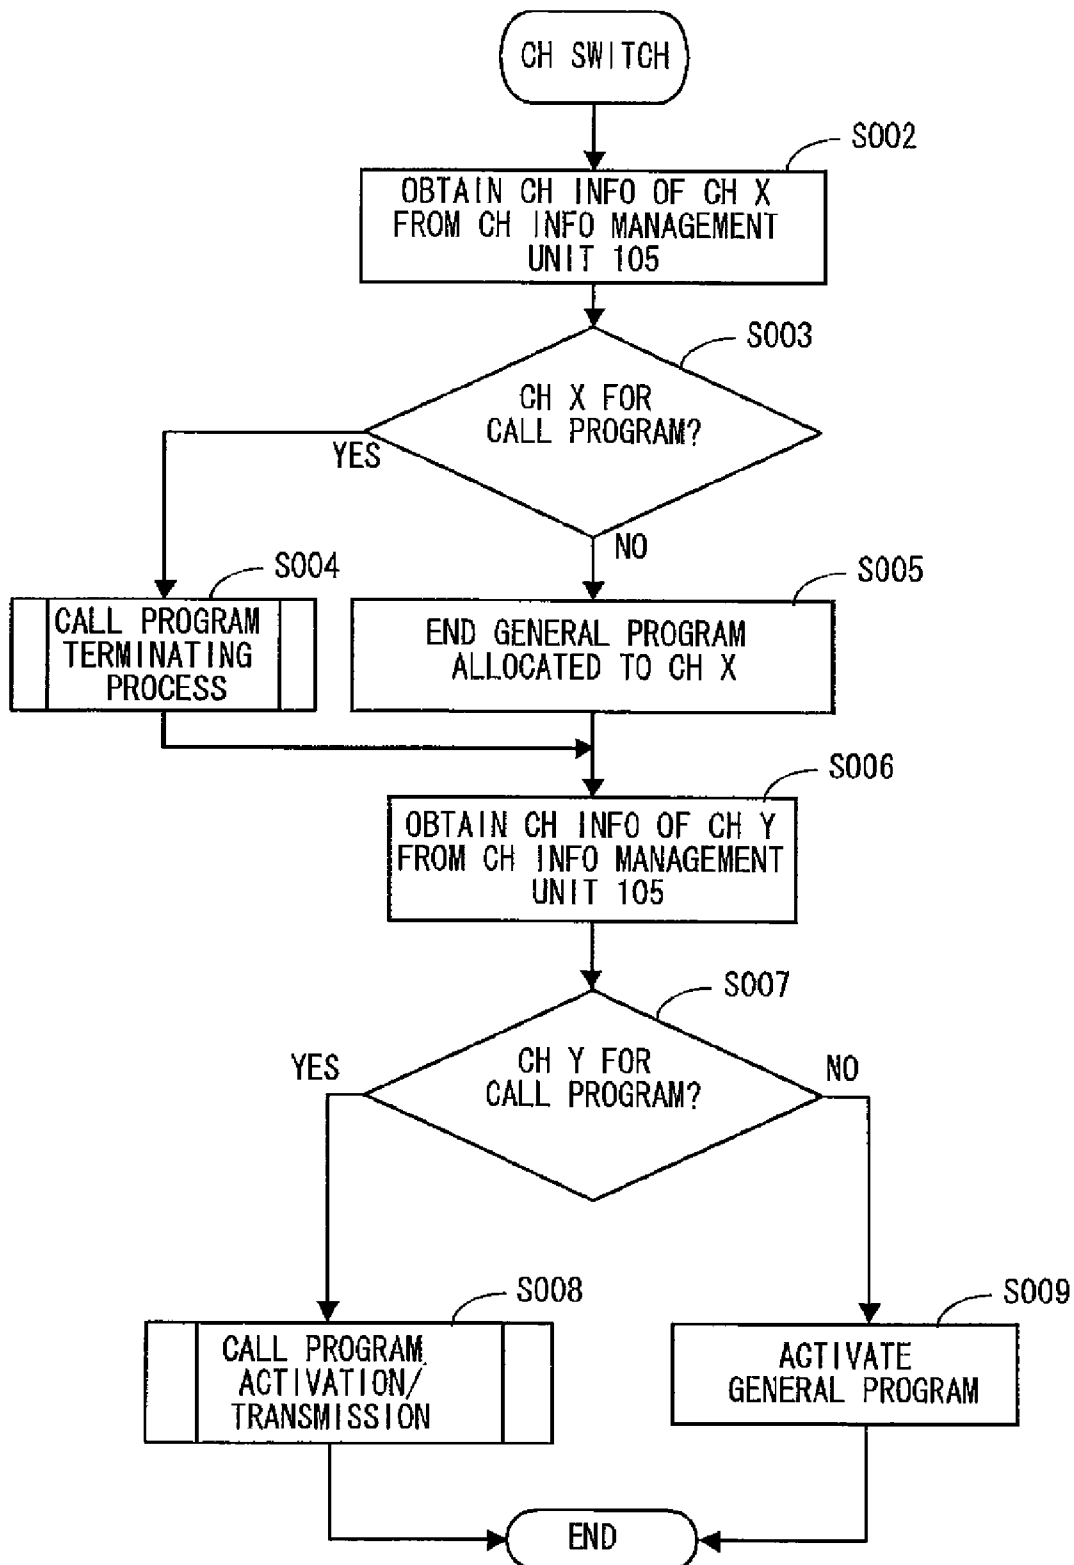 CH SWITCH
S002
OBTAIN CH INFO OF CH X
FROM CH INFO MANAGEMENT
UNIT 105
S003
CH X FOR
CALL PROGRAM?
YES
NO
S004
CALL PROGRAM
TERMINATING
PROCESS
S005
END GENERAL PROGRAM
ALLOCATED TO CH X
S006
OBTAIN CH INFO OF CH Y
FROM CH INFO MANAGEMENT
UNIT 105
S007
CH Y FOR
CALL PROGRAM?
YES
NO
S008
CALL PROGRAM
ACTIVATION/
TRANSMISSION
S009
ACTIVATE
GENERAL PROGRAM
END